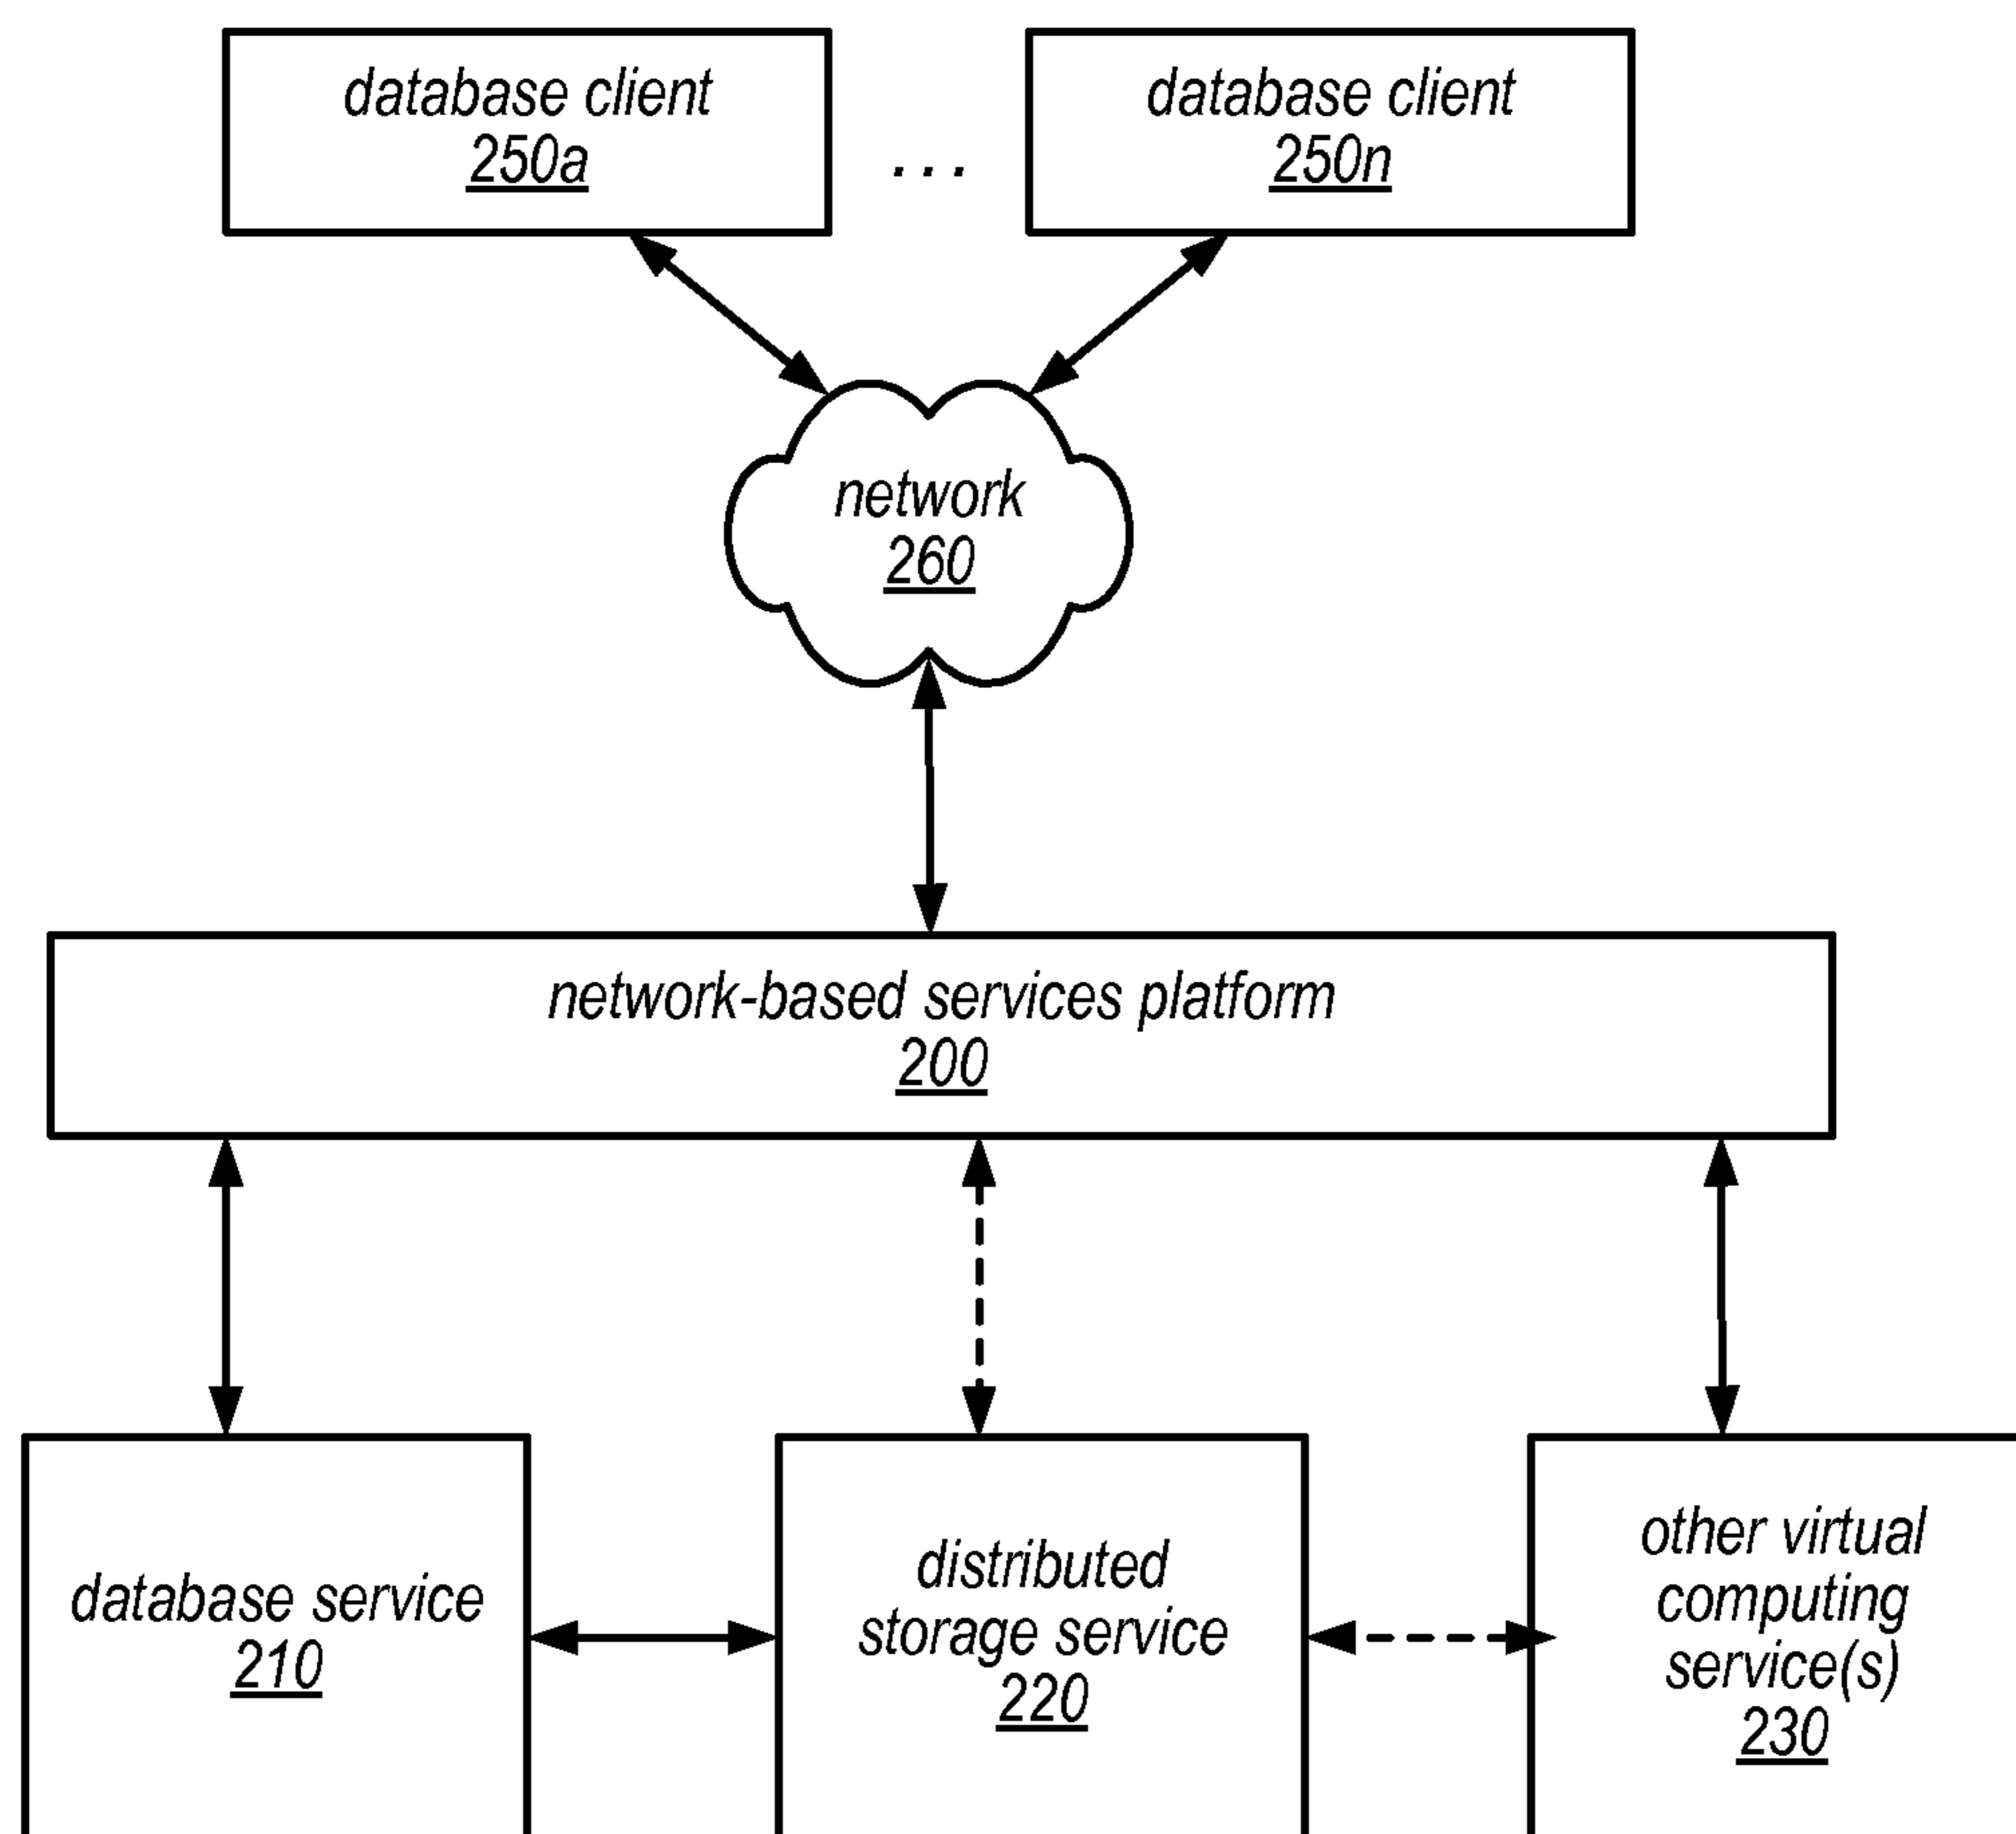 database client
250a
...
database client
250n
network
260
network-based services platform
200
database service
210
distributed
storage service
220
other virtual
computing
service(s)
230